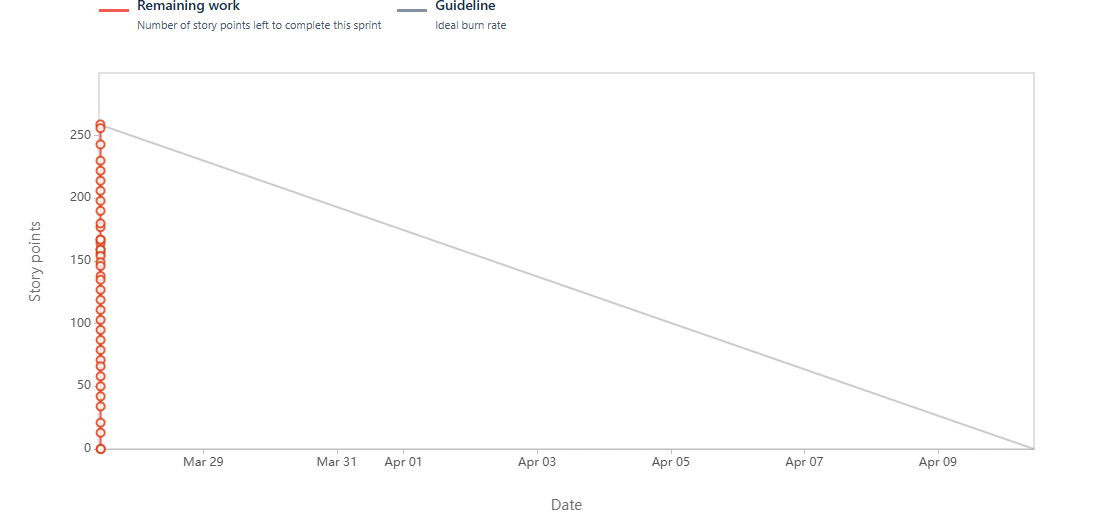 Remaining work
Number of story points left to complete this sprint
Guideline
Ideal burn rate
Story points
250
200
150
100
50
0
Mar 29
Mar 31
Apr 01
Apr 03
Apr 05
Apr 07
Apr 09
Date